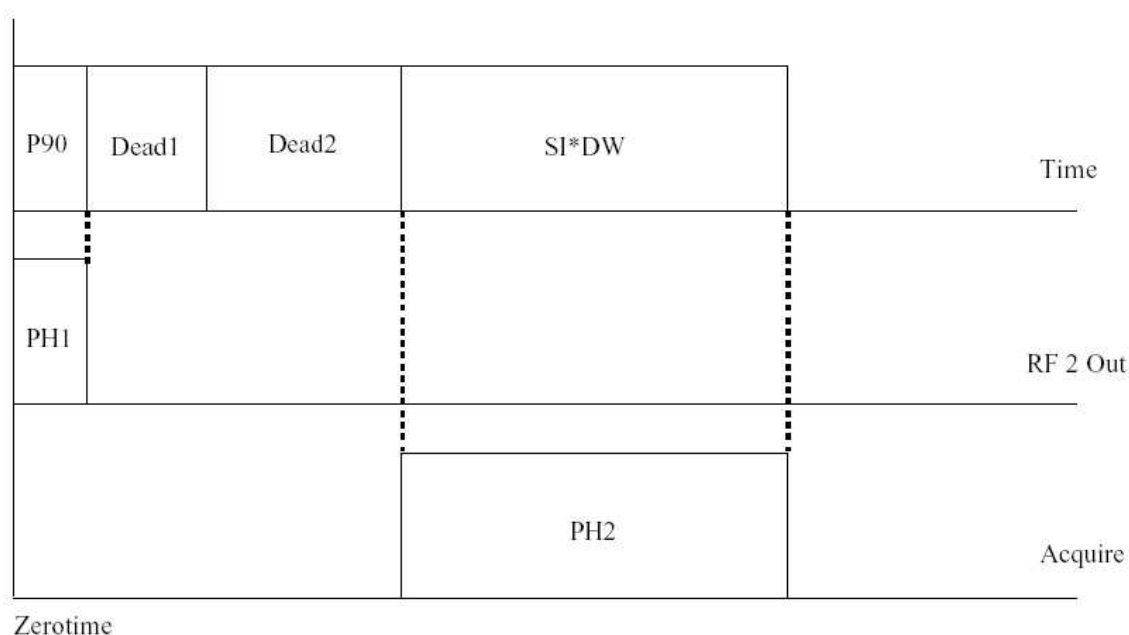 P90
Dead1
Dead2
SI*DW
Time
PH1
RF 2 Out
PH2
Acquire
Zerotime